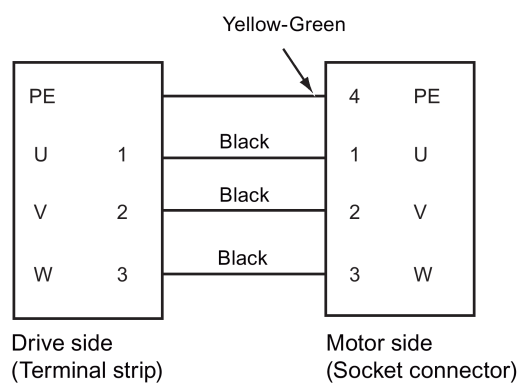 Yellow-Green
PE 4 PE
Black
U 1 1 U
Black
V 2 2 V
Black
W 3 3 W
Drive side
(Terminal strip)
Motor side
(Socket connector)